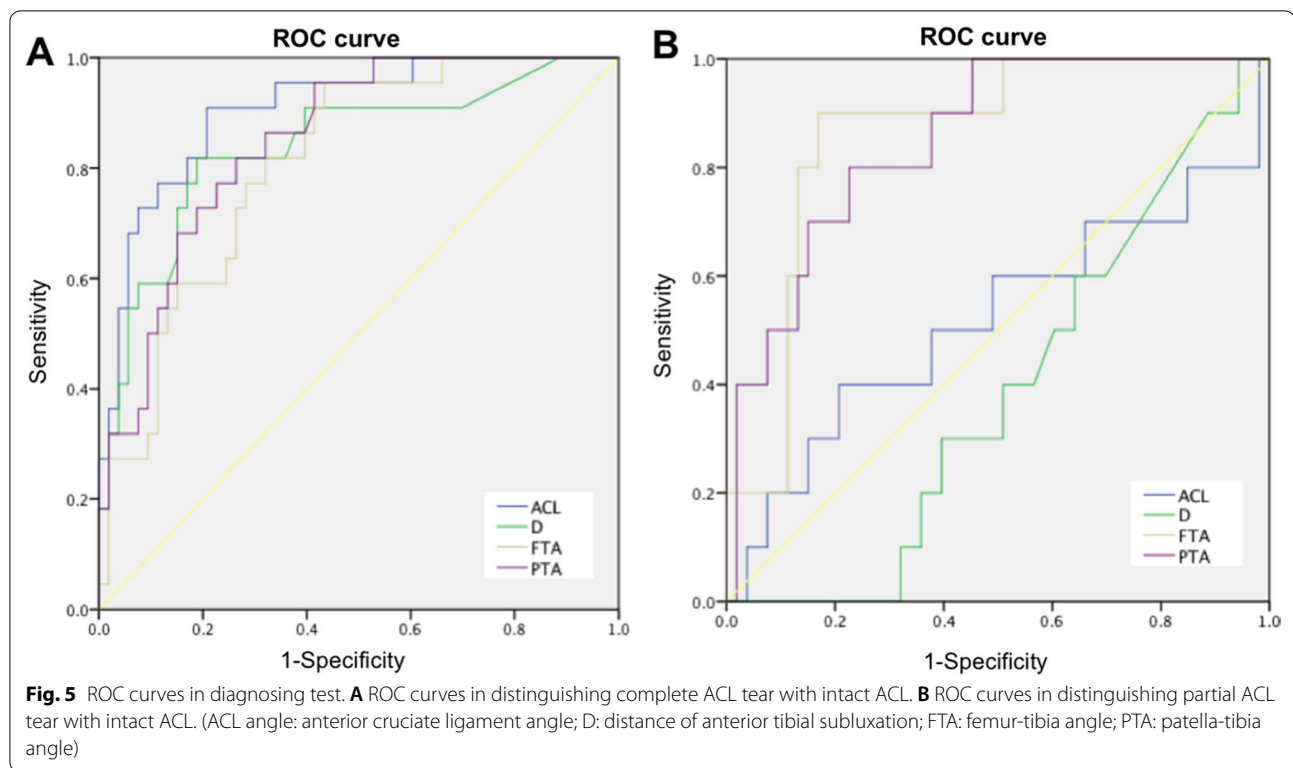 A
ROC curve
1.0
0.8
0.6
0.4
0.2
0.0
Sensitivity
0.0 0.2 0.4 0.6 0.8 1.0
1-Specificity
ACL
D
FTA
PTA
B
ROC curve
1.0
0.8
0.6
0.4
0.2
0.0
Sensitivity
0.0 0.2 0.4 0.6 0.8 1.0
1-Specificity
ACL
D
FTA
PTA
Fig. 5 ROC curves in diagnosing test. A ROC curves in distinguishing complete ACL tear with intact ACL. B ROC curves in distinguishing partial ACL
tear with intact ACL. (ACL angle: anterior cruciate ligament angle; D: distance of anterior tibial subluxation; FTA: femur-tibia angle; PTA: patella-tibia
angle)